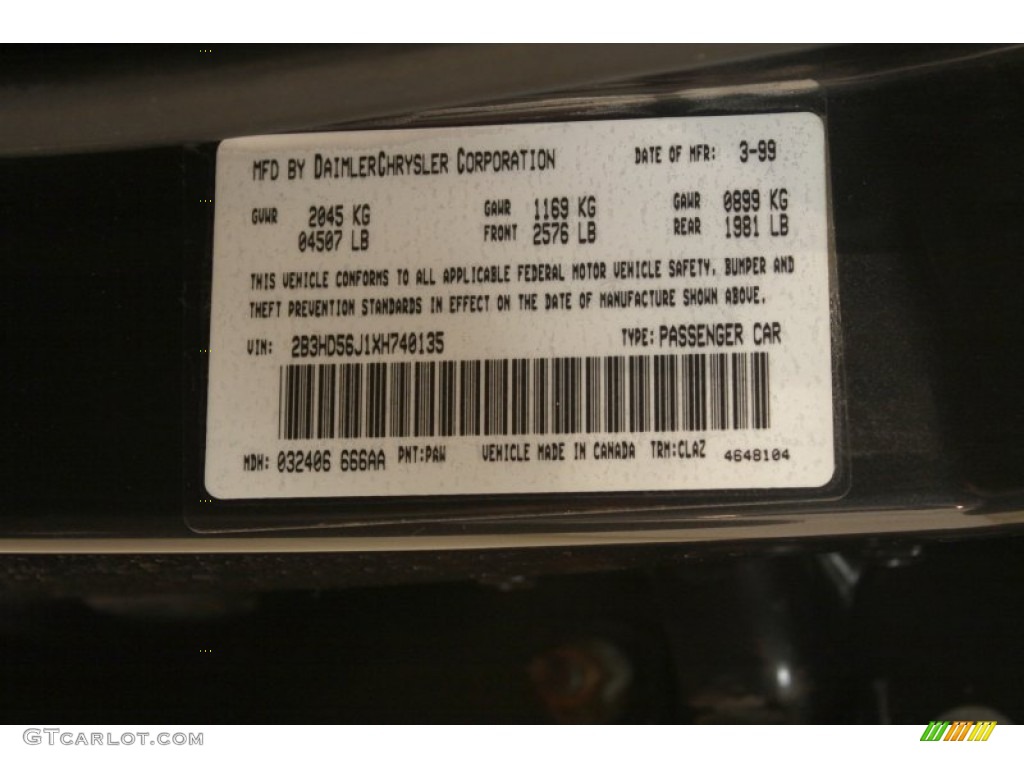 MFD BY DAIMLERCHRYSLER CORPORATION DATE OF MFR: 3-99
GVWR 2045 KG GAWR 1169 KG GAWR 0899 KG
04507 LB FRONT 2576 LB REAR 1981 LB
THIS VEHICLE CONFORMS TO ALL APPLICABLE FEDERAL MOTOR VEHICLE SAFETY, BUMPER AND
THEFT PREVENTION STANDARDS IN EFFECT ON THE DATE OF MANUFACTURE SHOWN ABOVE.
VIN: 2B3HD56J1XH740135 TYPE: PASSENGER CAR
MDH: 032406 666AA PNT:PAW VEHICLE MADE IN CANADA TRM:CLAZ 4648104
GTCARLOT.COM